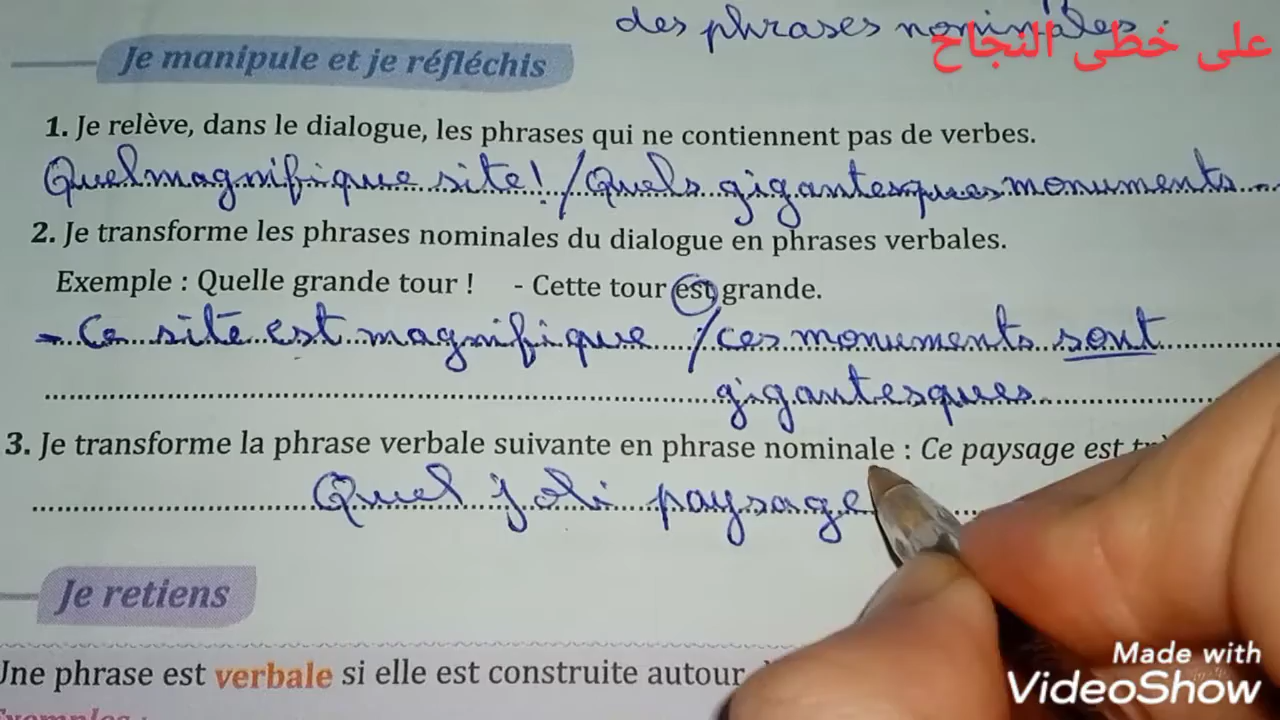 des phrases nominales
على خطى النجاح
Je manipule et je réfléchis
1. Je relève, dans le dialogue, les phrases qui ne contiennent pas de verbes.
Quel magnifique site! / Quels gigantesques monuments
2. Je transforme les phrases nominales du dialogue en phrases verbales.
Exemple : Quelle grande tour ! - Cette tour est grande.
- Ce site est magnifique / ces monuments sont
gigantesques
3. Je transforme la phrase verbale suivante en phrase nominale : Ce paysage est
Quel joli paysage
Je retiens
Une phrase est verbale si elle est construite autour
Exemples :
Made with
VideoShow